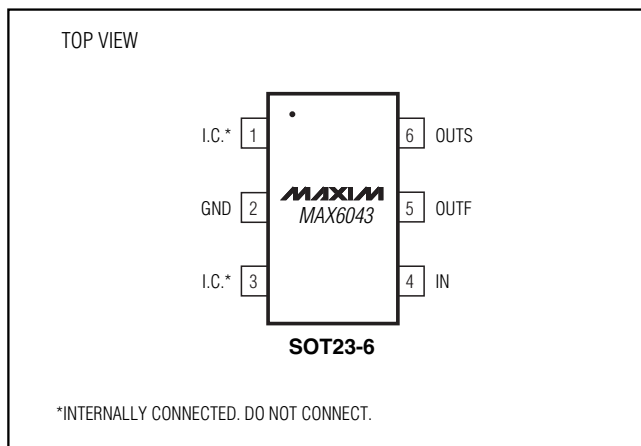 TOP VIEW
I.C.* 1
6 OUTS
GND 2
MAXIM
MAX6043
5 OUTF
I.C.* 3
4 IN
SOT23-6
*INTERNALLY CONNECTED. DO NOT CONNECT.